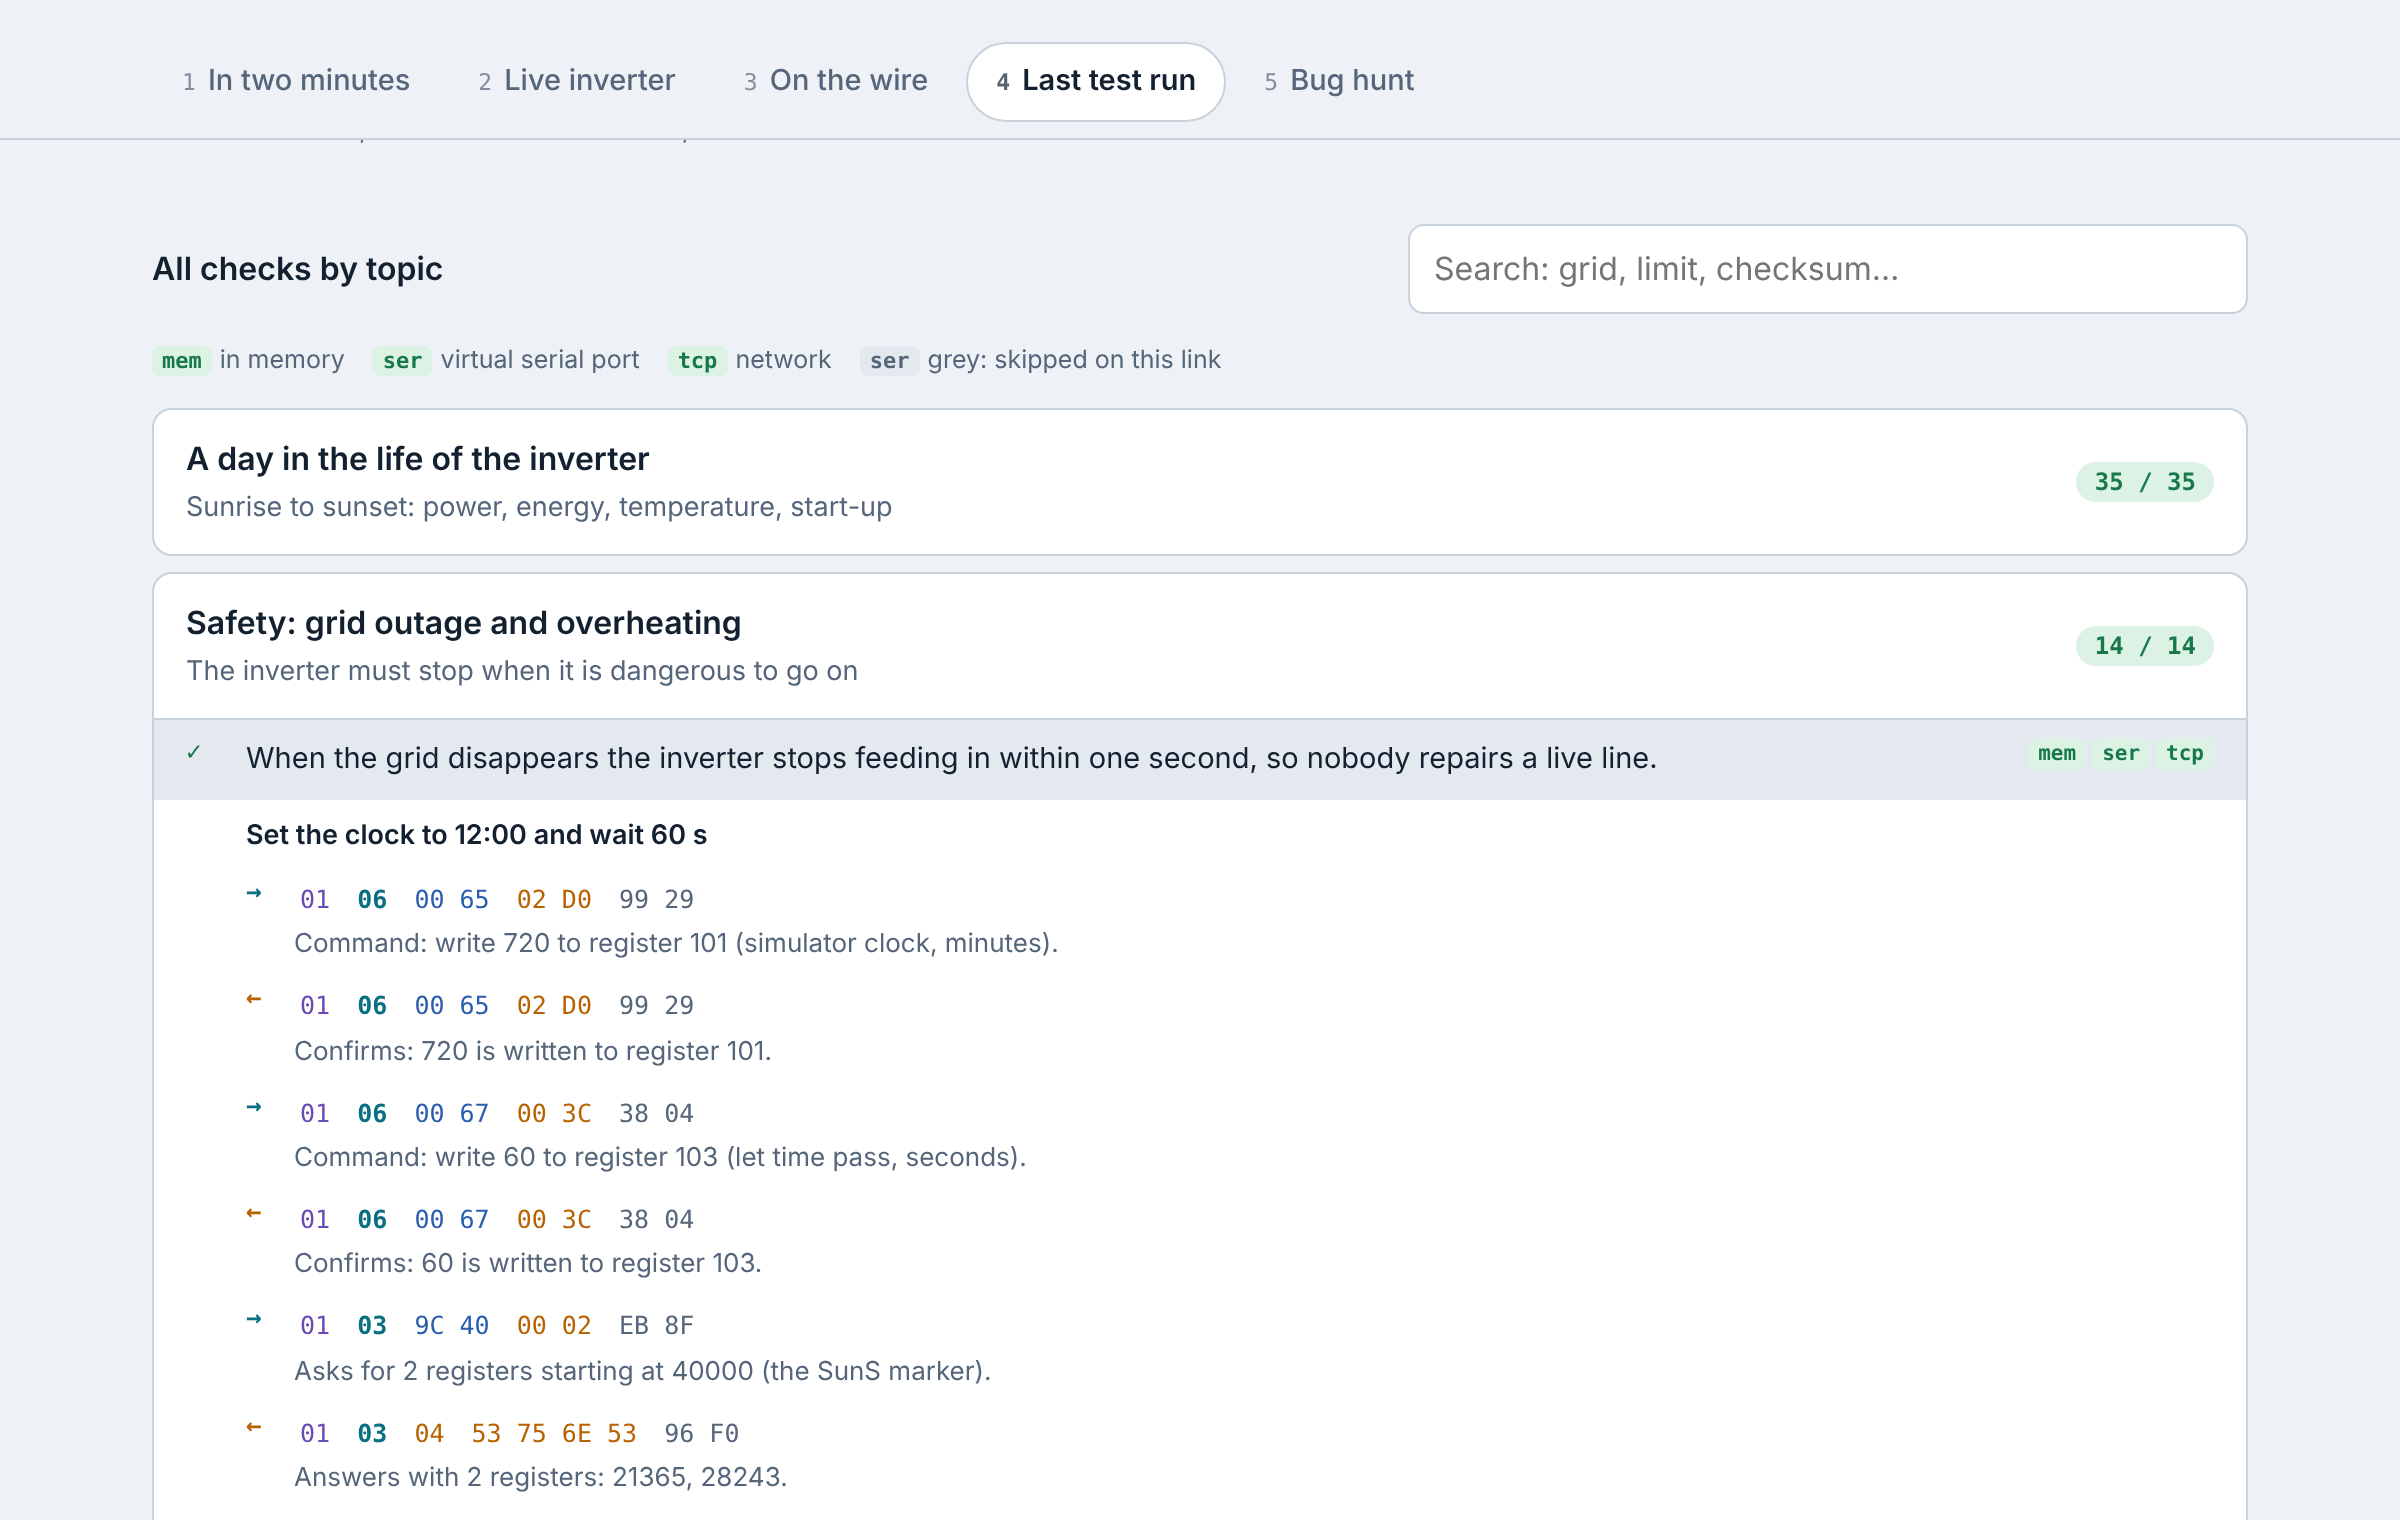 1 In two minutes 2 Live inverter 3 On the wire 4 Last test run 5 Bug hunt
All checks by topic
Search: grid, limit, checksum...
mem in memory ser virtual serial port tcp network ser grey: skipped on this link
A day in the life of the inverter
Sunrise to sunset: power, energy, temperature, start-up
35 / 35
Safety: grid outage and overheating
The inverter must stop when it is dangerous to go on
14 / 14
✓ When the grid disappears the inverter stops feeding in within one second, so nobody repairs a live line. mem ser tcp
Set the clock to 12:00 and wait 60 s
→ 01 06 00 65 02 D0 99 29
Command: write 720 to register 101 (simulator clock, minutes).
← 01 06 00 65 02 D0 99 29
Confirms: 720 is written to register 101.
→ 01 06 00 67 00 3C 38 04
Command: write 60 to register 103 (let time pass, seconds).
← 01 06 00 67 00 3C 38 04
Confirms: 60 is written to register 103.
→ 01 03 9C 40 00 02 EB 8F
Asks for 2 registers starting at 40000 (the SunS marker).
← 01 03 04 53 75 6E 53 96 F0
Answers with 2 registers: 21365, 28243.